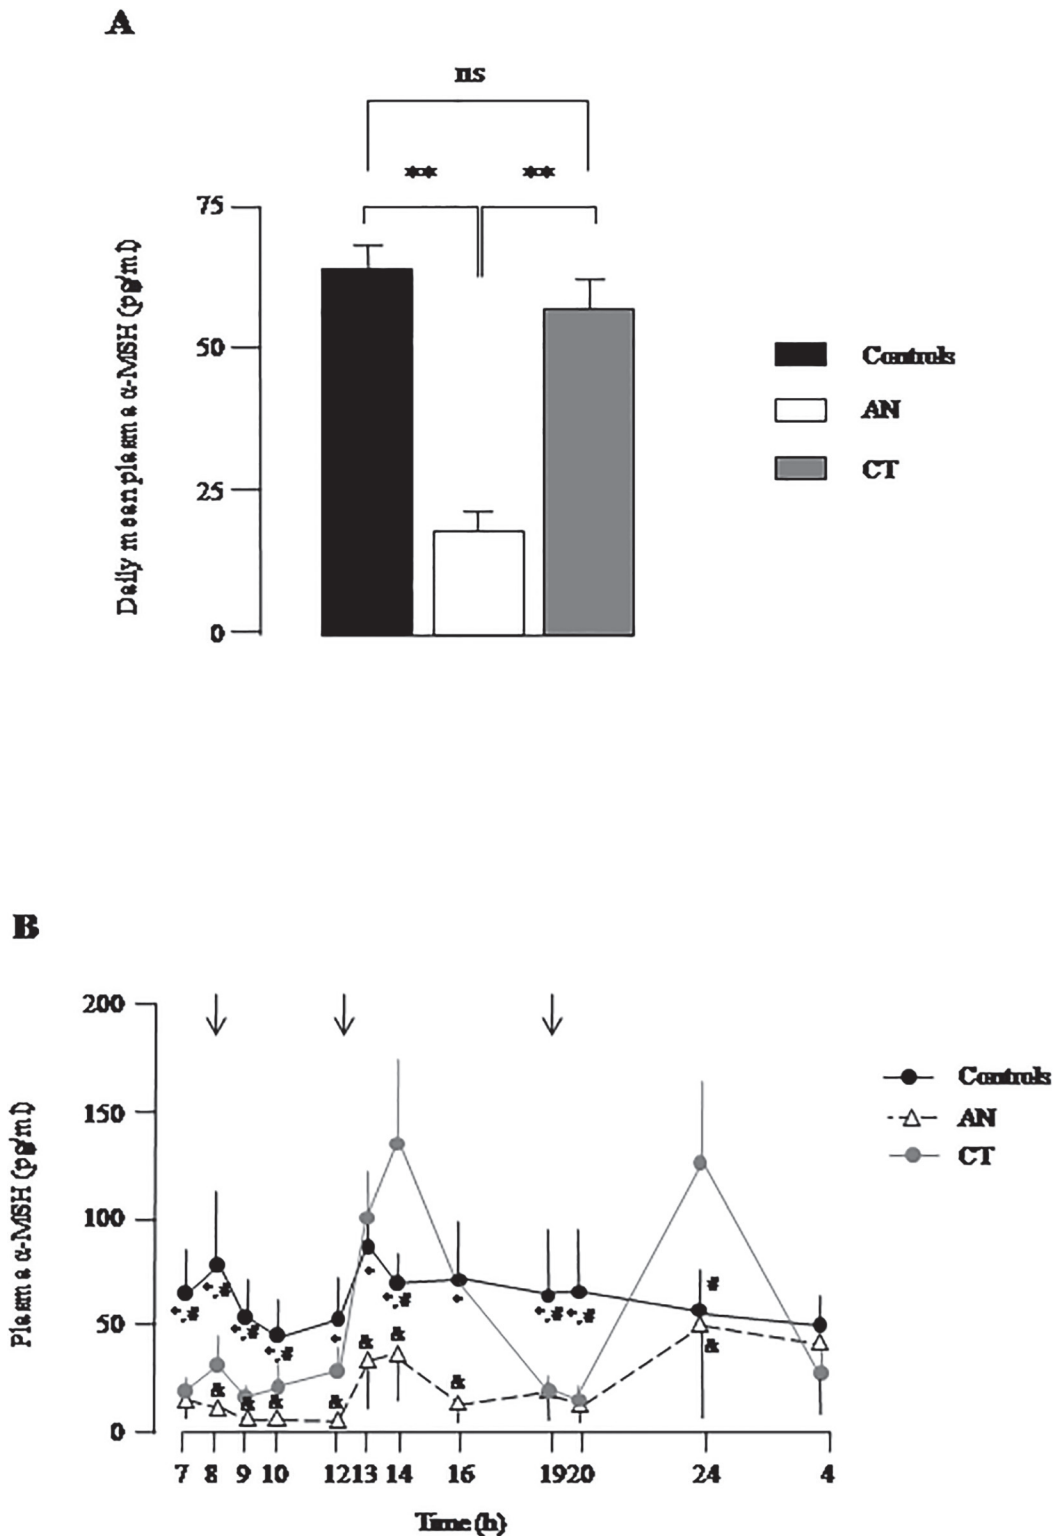 A
ns
** **
75
50
25
0
Daily mean plasma α-MSH (pg/ml)
Controls
AN
CT
B
200
150
100
50
0
Plasma α-MSH (pg/ml)
Controls
AN
CT
*,# *,# *,# *,# * * *,# * *,# *,# #
& & & & & & & &
7 8 9 10 12 13 14 16 19 20 24 4
Time (h)